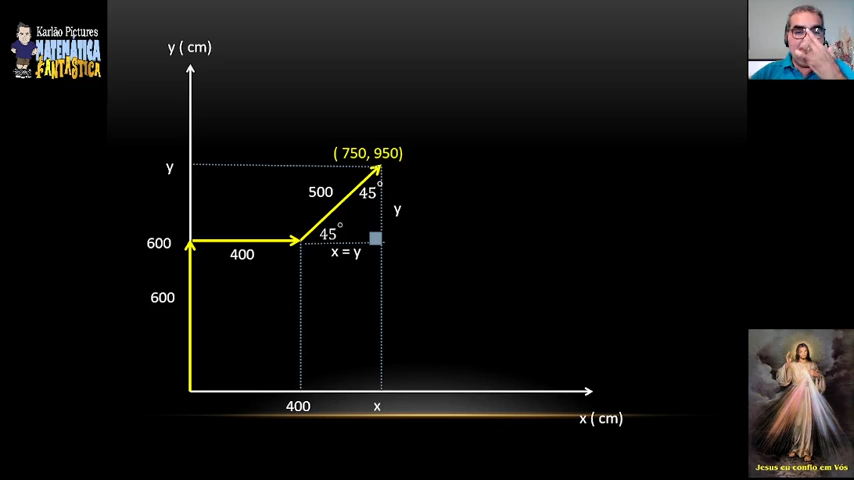 Karlão Pictures
MATEMÁTICA
FANTÁSTICA
y ( cm)
( 750, 950)
y
500
45°
y
45°
600
400
x = y
600
400
x
x ( cm)
Jesus eu confio em Vós